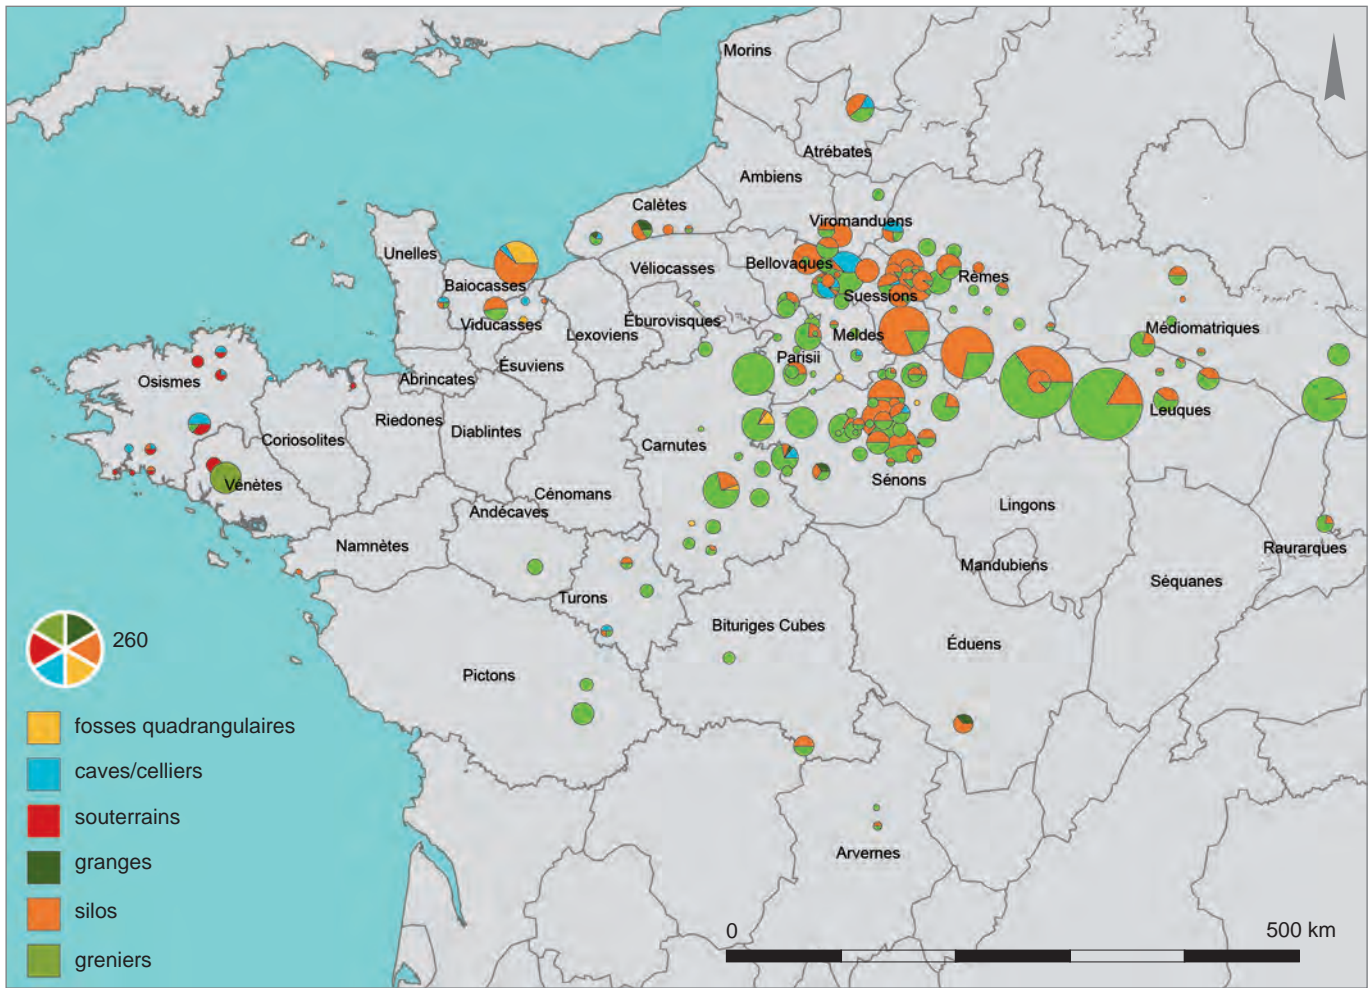 Morins
Atrébates
Ambiens
Calètes
Viromanduens
Unelles
Bellovaques
Véliocasses
Rèmes
Baiocasses
Suessions
Viducasses
Éburovisques
Lexoviens
Meldes
Médiomatriques
Parisii
Ésuviens
Osismes
Abrincates
Leuques
Riedones
Diablintes
Coriosolites
Carnutes
Sénons
Vénètes
Cénomans
Andécaves
Lingons
Namnètes
Raurarques
Mandubiens
Séquanes
Turons
Bituriges Cubes
Éduens
Pictons
Arvernes
260
fosses quadrangulaires
caves/celliers
souterrains
granges
silos
greniers
0 500 km